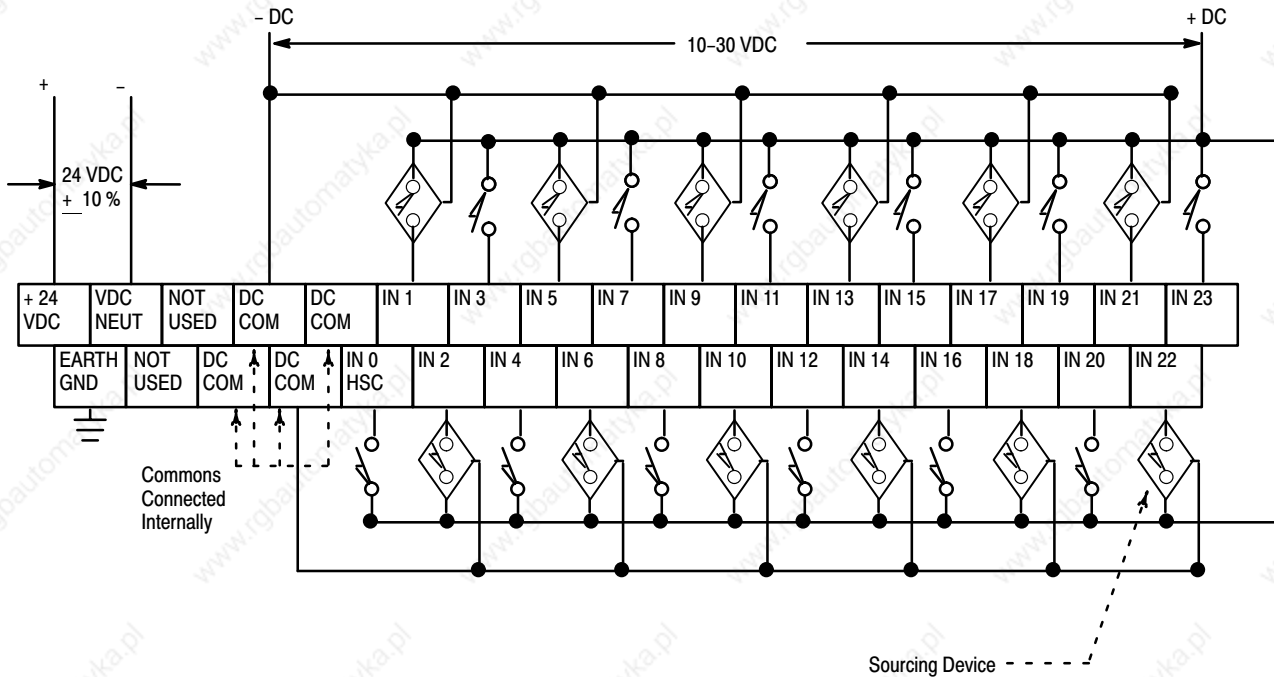 – DC
+ DC
10–30 VDC
+
–
24 VDC
+ 10 %
+ 24 VDC
VDC NEUT
NOT USED
DC COM
DC COM
IN 1
IN 3
IN 5
IN 7
IN 9
IN 11
IN 13
IN 15
IN 17
IN 19
IN 21
IN 23
EARTH GND
NOT USED
DC COM
DC COM
IN 0 HSC
IN 2
IN 4
IN 6
IN 8
IN 10
IN 12
IN 14
IN 16
IN 18
IN 20
IN 22
Commons
Connected
Internally
Sourcing Device
www.rgbautomatyka.pl